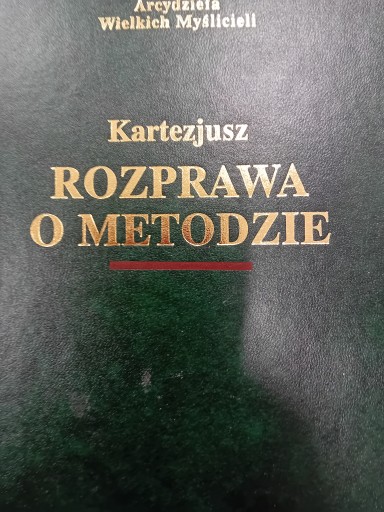 Arcydzieła
Wielkich Myślicieli
Kartezjusz
ROZPRAWA
O METODZIE